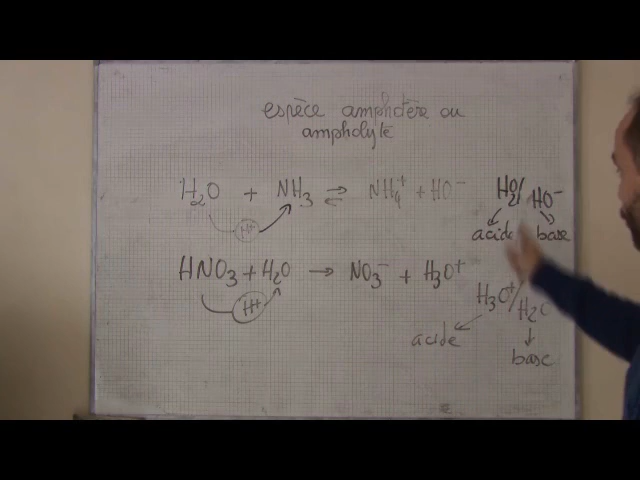 espèce amphotère ou
ampholyte
H₂O + NH₃ ⇌ NH₄⁺ + HO⁻ H₂O/HO⁻
H+
acide base
HNO₃ + H₂O → NO₃⁻ + H₃O⁺ H₃O⁺/H₂O
H+
acide
base